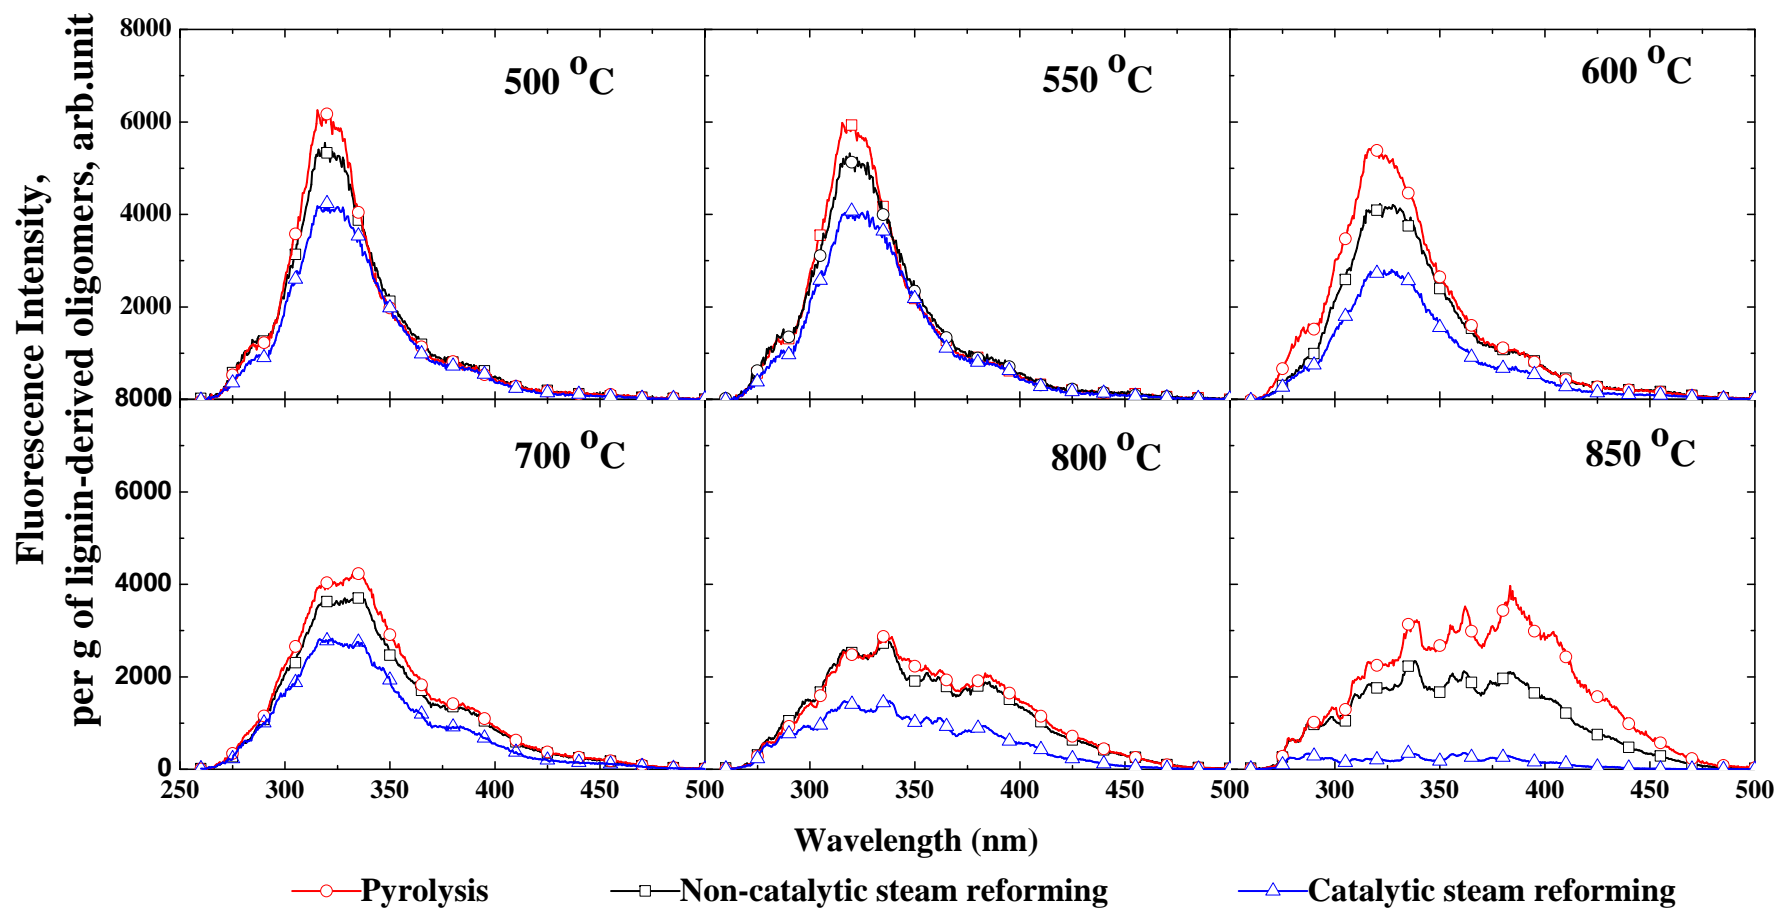 Fluorescence Intensity,
per g of lignin-derived oligomers, arb.unit
8000
6000
4000
2000
8000
6000
4000
2000
0
500 °C
550 °C
600 °C
700 °C
800 °C
850 °C
250 300 350 400 450 500 300 350 400 450 500 300 350 400 450 500
Wavelength (nm)
Pyrolysis Non-catalytic steam reforming Catalytic steam reforming